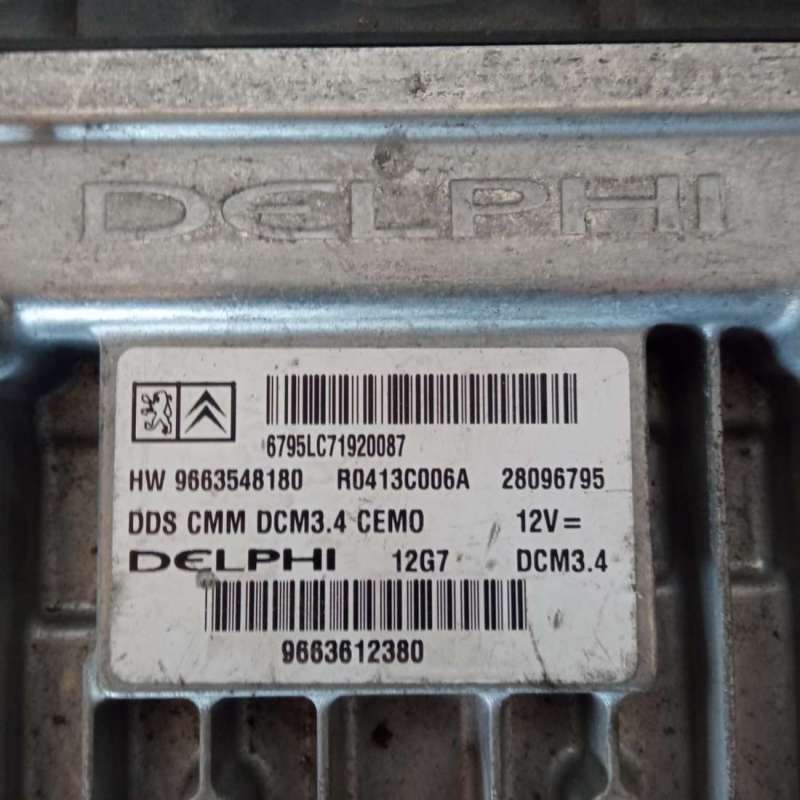 DELPHI
6795LC71920087
HW 9663548180 R0413C006A 28096795
DDS CMM DCM3.4 CEMO 12V=
DELPHI 12G7 DCM3.4
9663612380